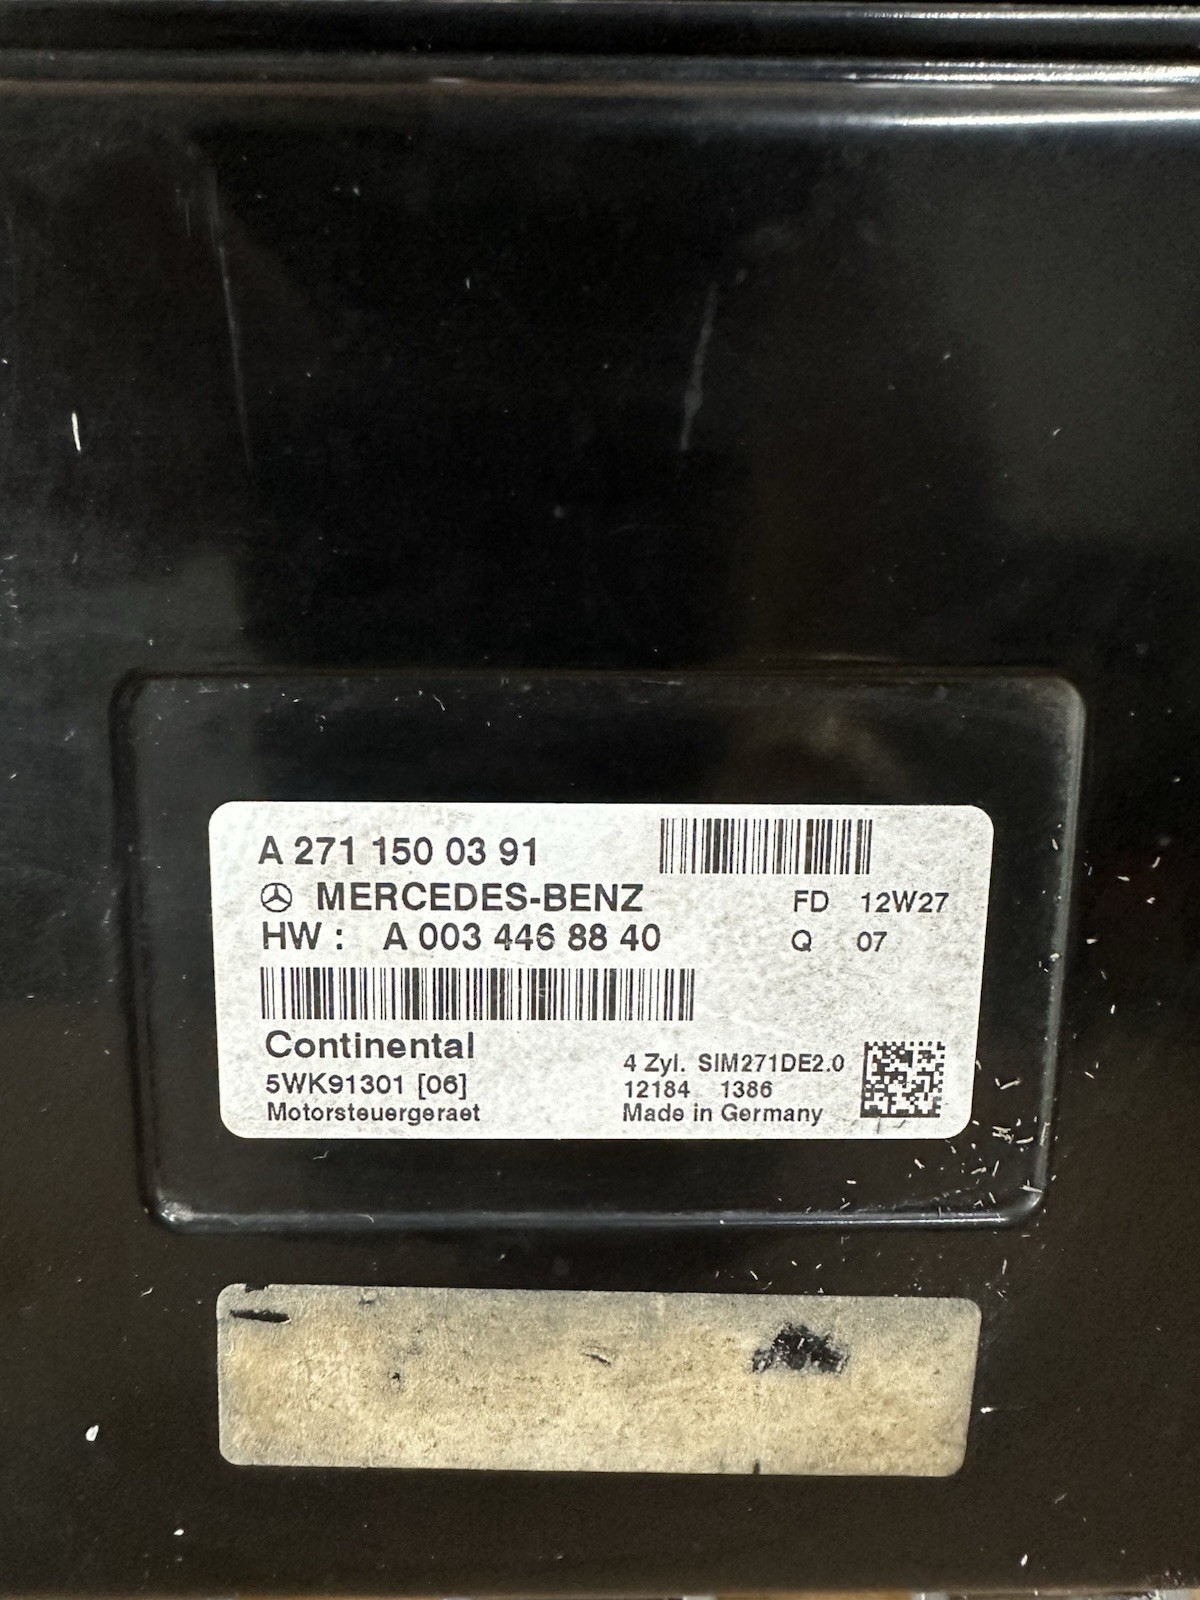 A 271 150 03 91
MERCEDES-BENZ
FD 12W27
HW : A 003 446 88 40
Q 07
Continental
5WK91301 [06]
Motorsteuergeraet
4 Zyl. SIM271DE2.0
12184 1386
Made in Germany